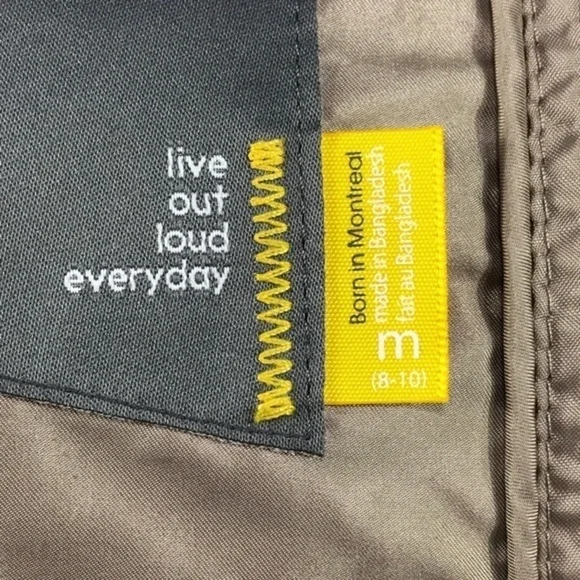 live
out
loud
everyday
Born in Montreal
made in Bangladesh
fait au Bangladesh
m
(8-10)